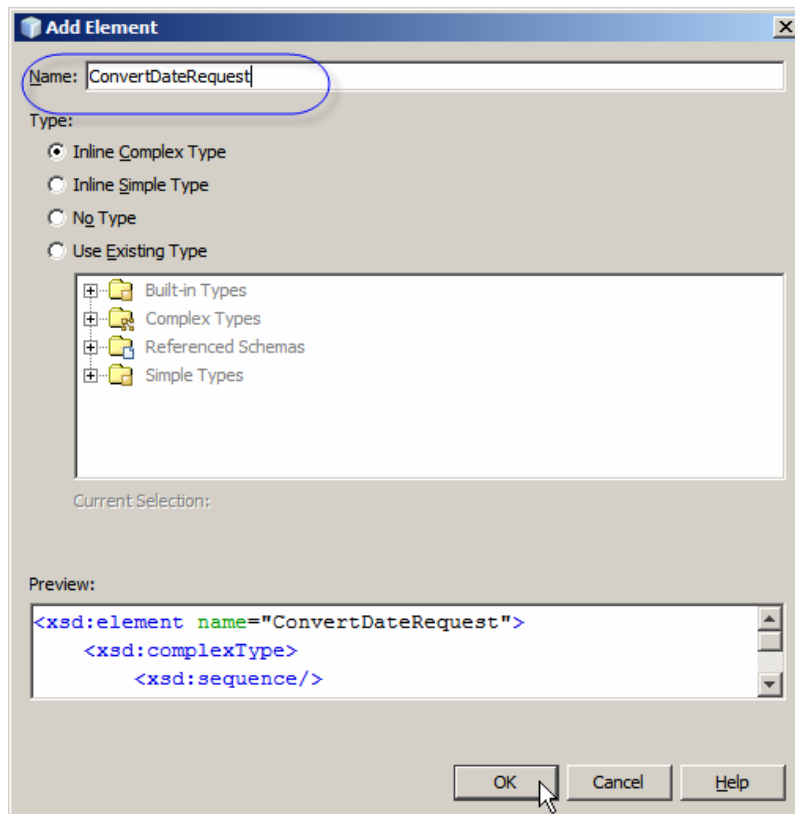 Add Element
Name: ConvertDateRequest
Type:
Inline Complex Type
Inline Simple Type
No Type
Use Existing Type
Built-in Types
Complex Types
Referenced Schemas
Simple Types
Current Selection:
Preview:
<xsd:element name="ConvertDateRequest">
<xsd:complexType>
<xsd:sequence/>
OK Cancel Help